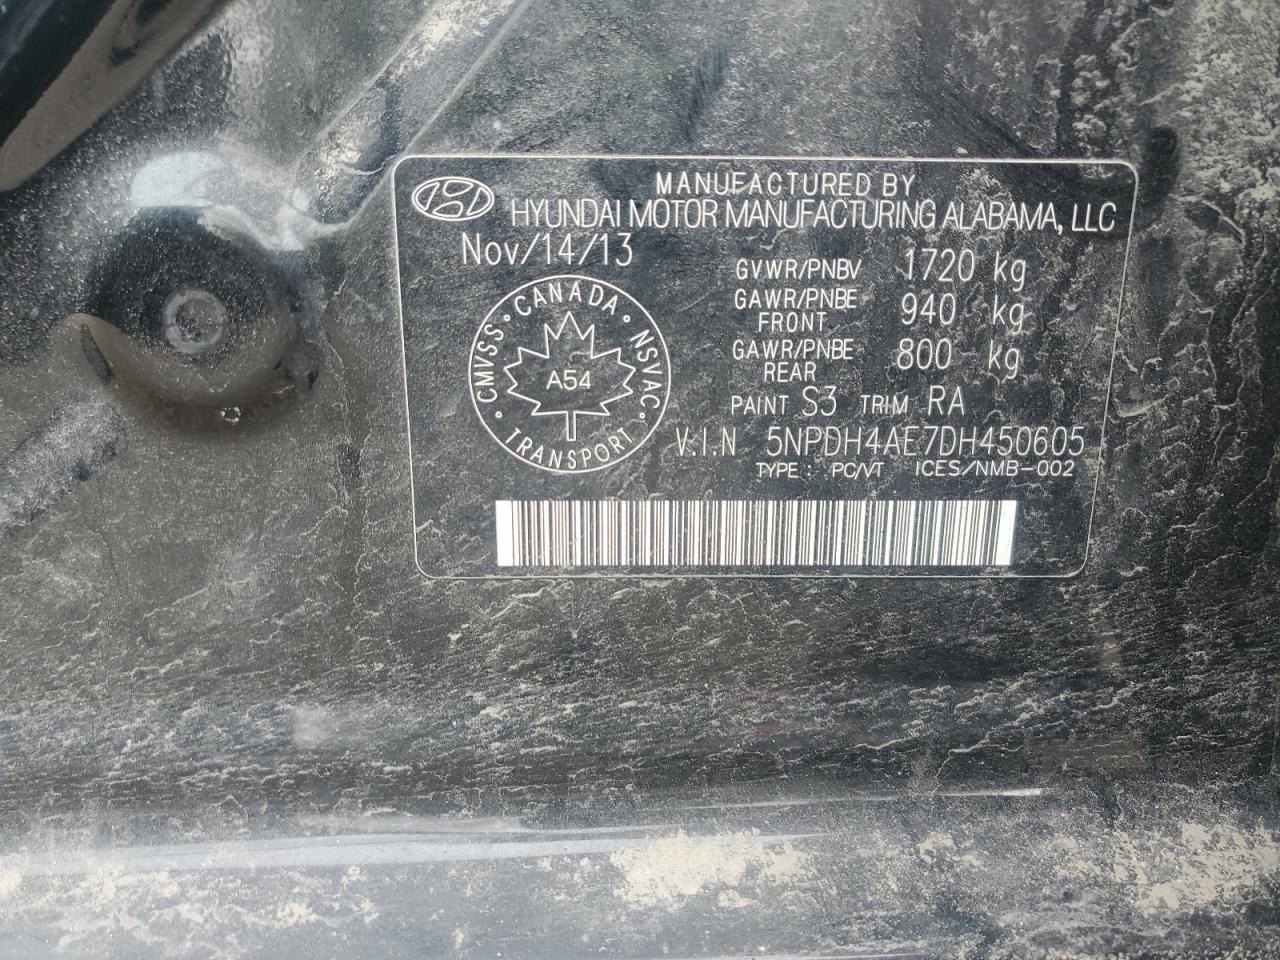 MANUFACTURED BY
HYUNDAI MOTOR MANUFACTURING ALABAMA, LLC
Nov/14/13
GVWR/PNBV 1720 kg
GAWR/PNBE FRONT 940 kg
GAWR/PNBE REAR 800 kg
PAINT S3 TRIM RA
V.I.N 5NPDH4AE7DH450605
TYPE: PC/VT ICES/NMB-002
CANADA · NSVAC · TRANSPORT · CMVSS ·
A54